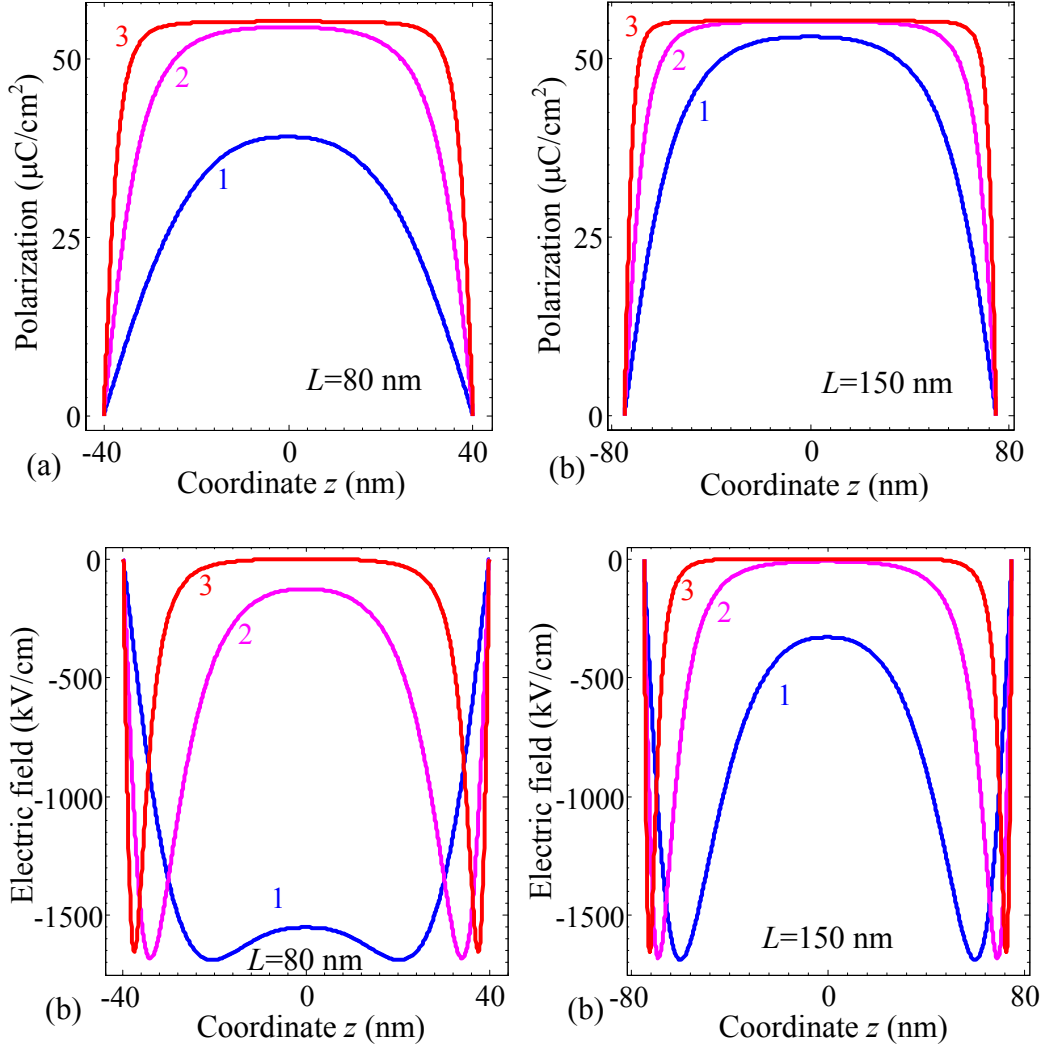 50
25
0
Polarization (μC/cm²)
3
2
1
L=80 nm
-40
0
40
(a)
Coordinate z (nm)
50
25
0
Polarization (μC/cm²)
3
2
1
L=150 nm
-80
0
80
(b)
Coordinate z (nm)
0
-500
-1000
-1500
Electric field (kV/cm)
3
2
1
L=80 nm
-40
0
40
(b)
Coordinate z (nm)
0
-500
-1000
-1500
Electric field (kV/cm)
3
2
1
L=150 nm
-80
0
80
(b)
Coordinate z (nm)